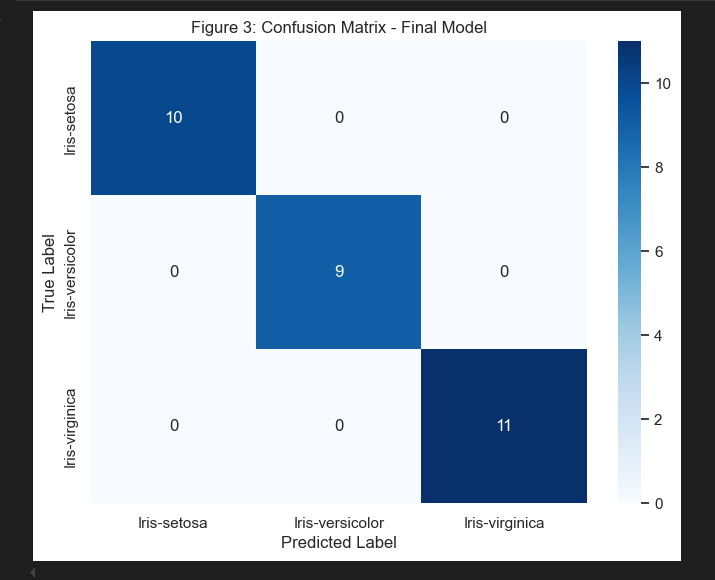 Figure 3: Confusion Matrix - Final Model
True Label
Iris-setosa
10
0
0
Iris-versicolor
0
9
0
Iris-virginica
0
0
11
Iris-setosa
Iris-versicolor
Iris-virginica
Predicted Label
10
8
6
4
2
0